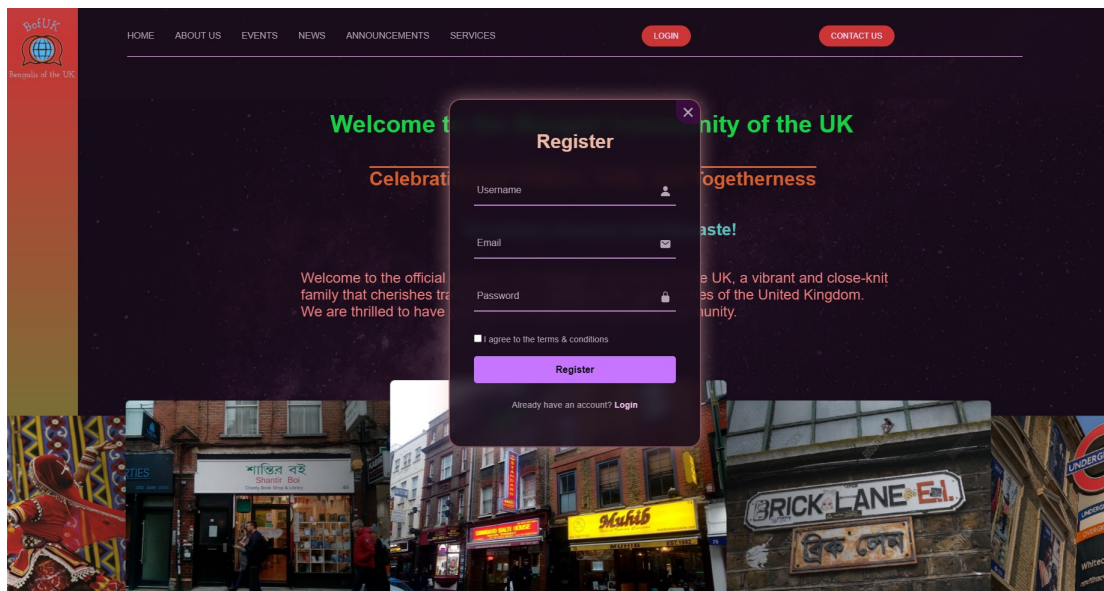 BofUK
Bengalis of the UK
HOME ABOUT US EVENTS NEWS ANNOUNCEMENTS SERVICES LOGIN CONTACT US
Welcome t nity of the UK
Celebrati Togetherness
aste!
Welcome to the official e UK, a vibrant and close-knit
family that cherishes tra es of the United Kingdom.
We are thrilled to have unity.
Register
Username
Email
Password
I agree to the terms & conditions
Register
Already have an account? Login
TIES
শান্তির বই
Shantir Boi
Muhib
MUHIB
BRICK LANE E.I.
ব্রিক লেন
UNDERG